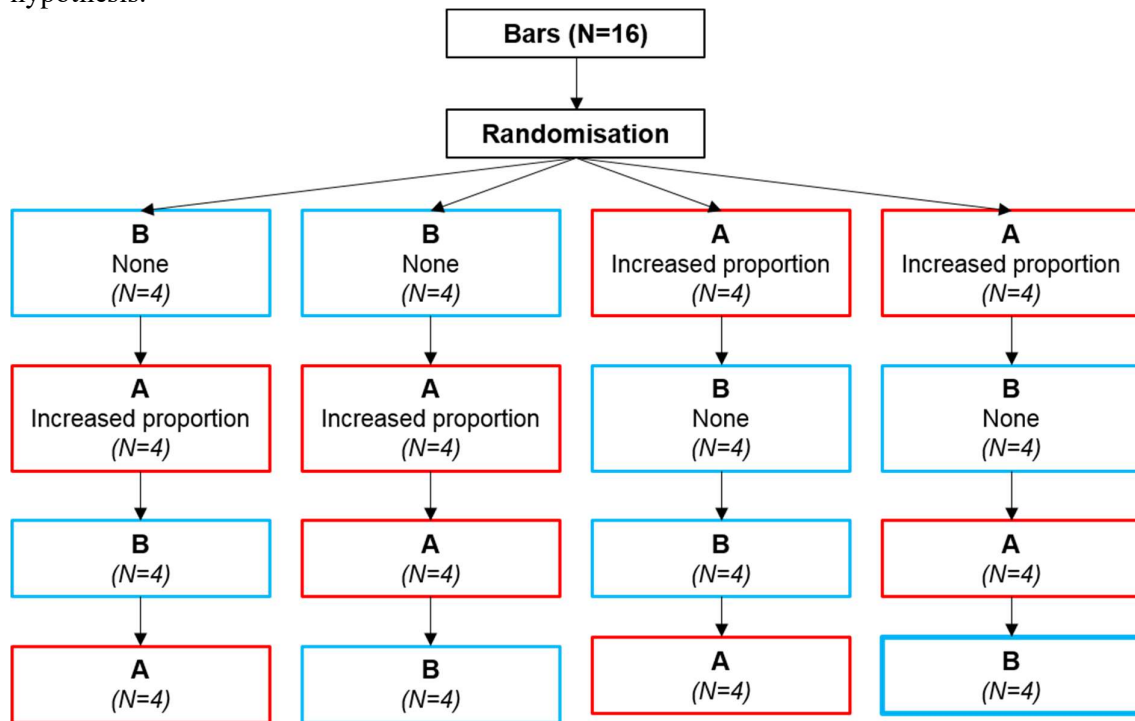 hypothesis.
Bars (N=16)
Randomisation
B
None
(N=4)
B
None
(N=4)
A
Increased proportion
(N=4)
A
Increased proportion
(N=4)
A
Increased proportion
(N=4)
A
Increased proportion
(N=4)
B
None
(N=4)
B
None
(N=4)
B
(N=4)
A
(N=4)
B
(N=4)
A
(N=4)
A
(N=4)
B
(N=4)
A
(N=4)
B
(N=4)